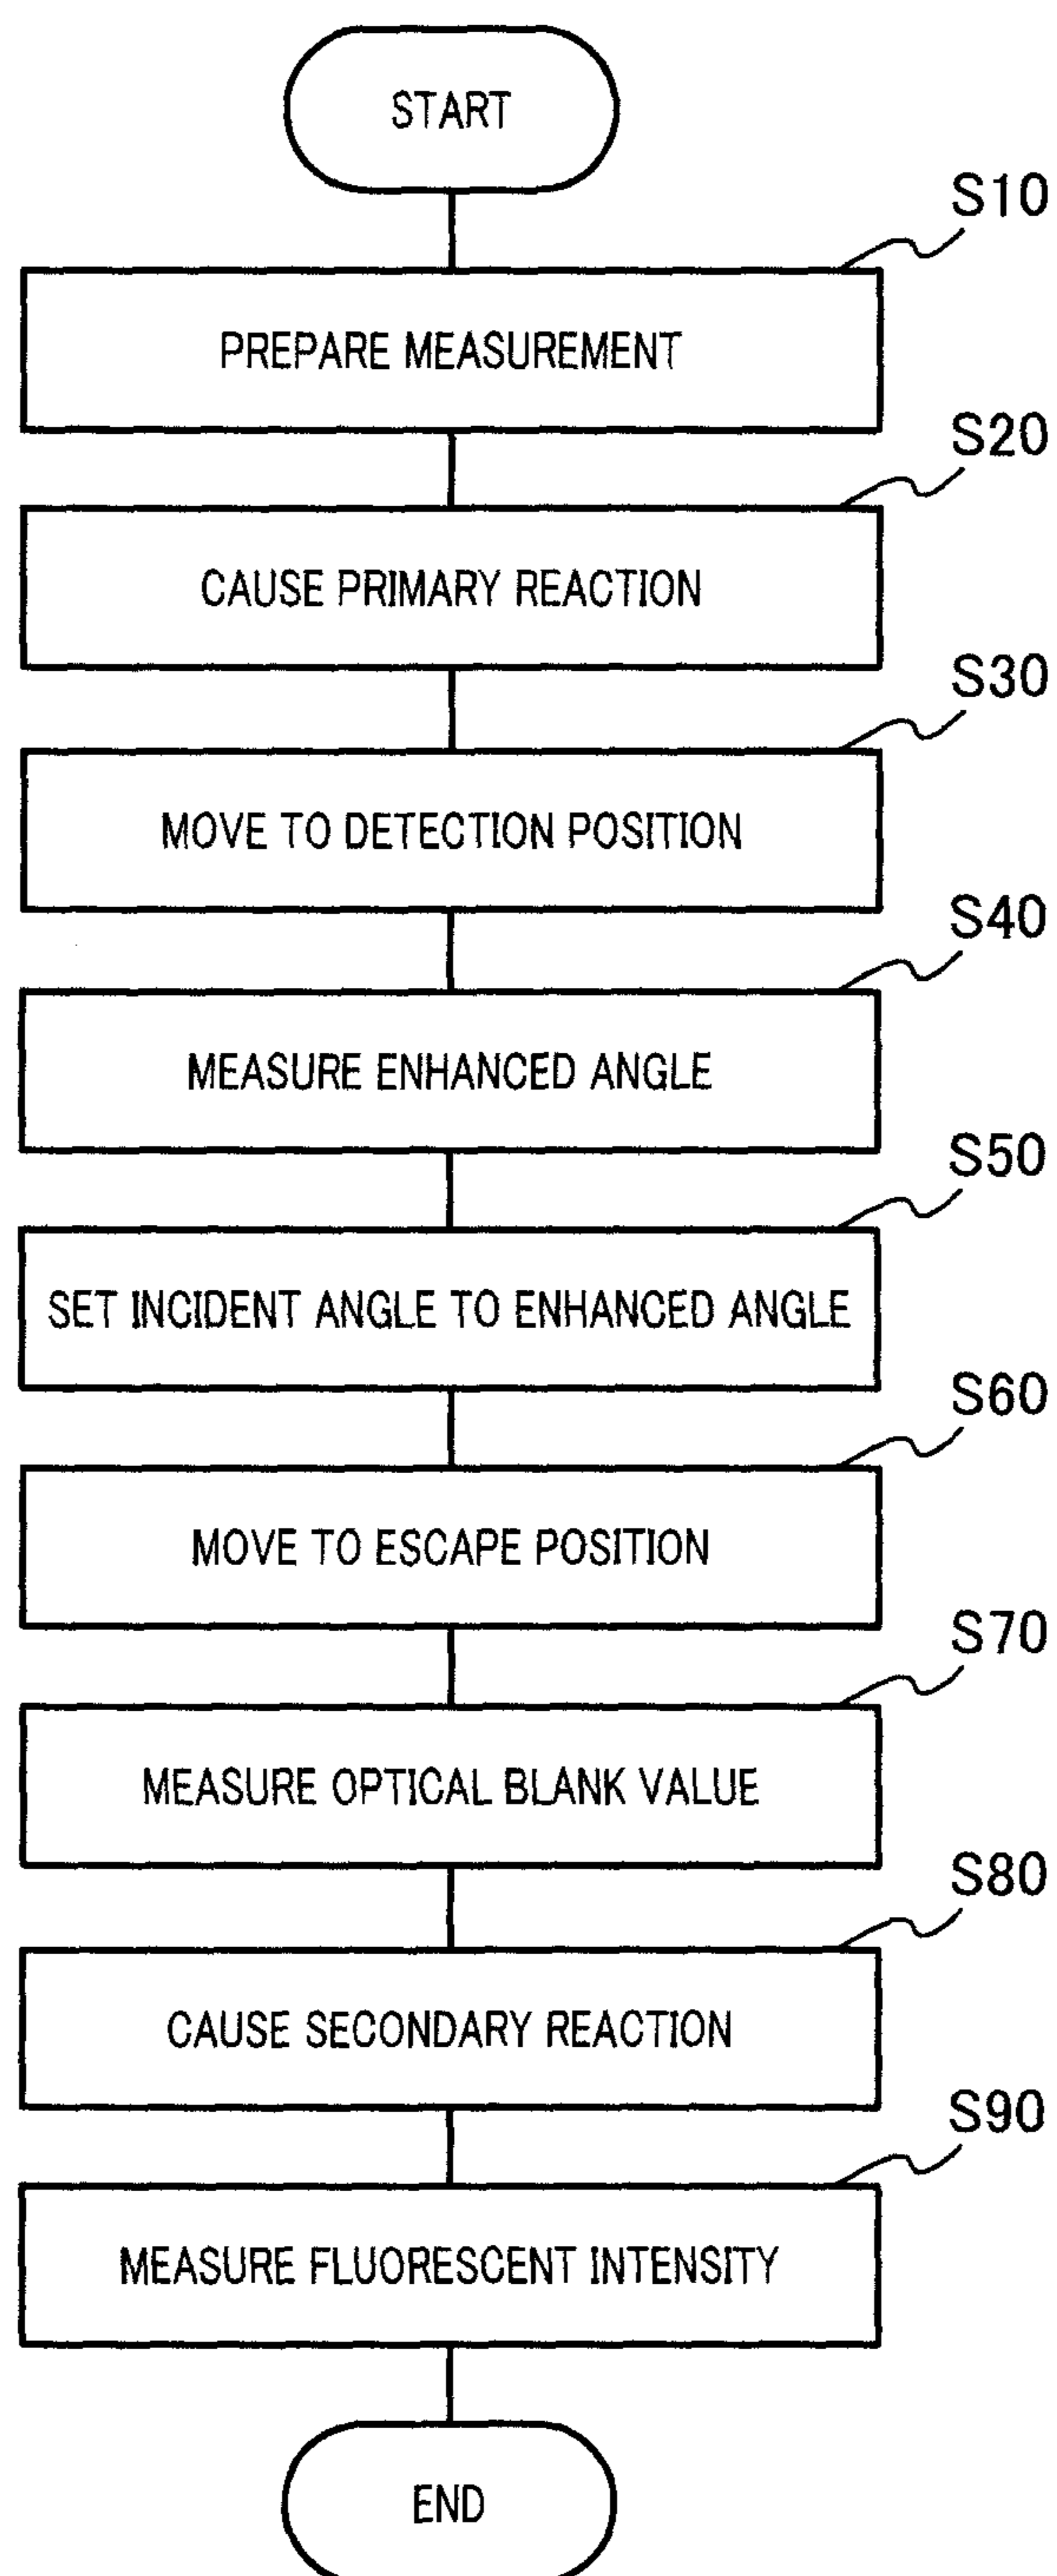 START
S10
PREPARE MEASUREMENT
S20
CAUSE PRIMARY REACTION
S30
MOVE TO DETECTION POSITION
S40
MEASURE ENHANCED ANGLE
S50
SET INCIDENT ANGLE TO ENHANCED ANGLE
S60
MOVE TO ESCAPE POSITION
S70
MEASURE OPTICAL BLANK VALUE
S80
CAUSE SECONDARY REACTION
S90
MEASURE FLUORESCENT INTENSITY
END